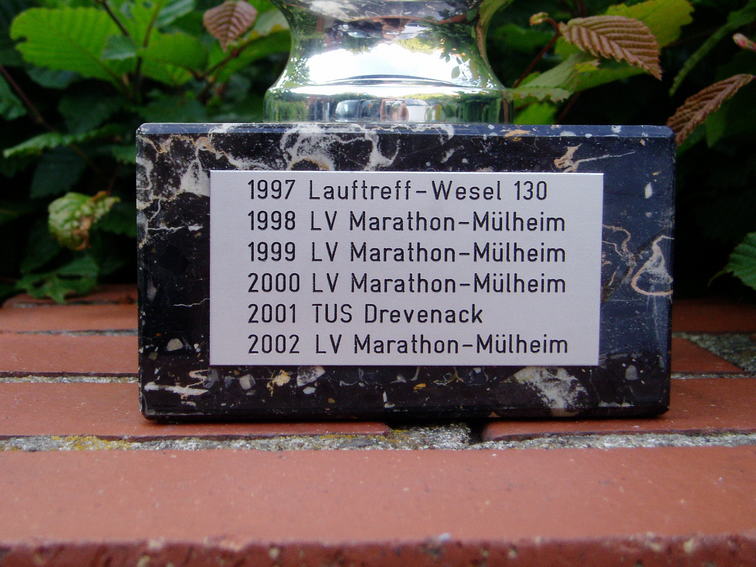 1997 Lauftreff-Wesel 130
1998 LV Marathon-Mülheim
1999 LV Marathon-Mülheim
2000 LV Marathon-Mülheim
2001 TUS Drevenack
2002 LV Marathon-Mülheim